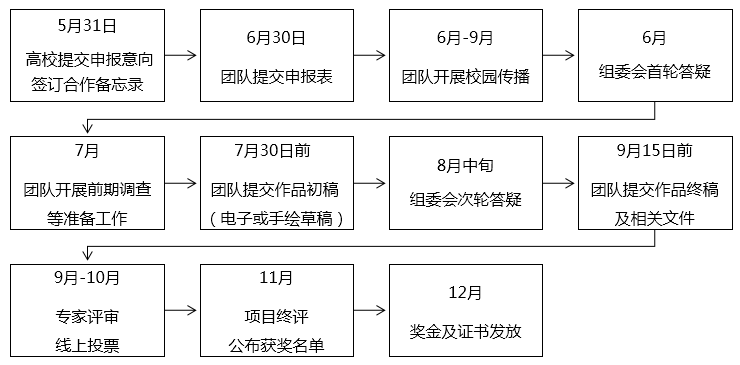 5月31日
高校提交申报意向
签订合作备忘录
6月30日
团队提交申报表
6月-9月
团队开展校园传播
6月
组委会首轮答疑
7月
团队开展前期调查
等准备工作
7月30日前
团队提交作品初稿
（电子或手绘草稿）
8月中旬
组委会次轮答疑
9月15日前
团队提交作品终稿
及相关文件
9月-10月
专家评审
线上投票
11月
项目终评
公布获奖名单
12月
奖金及证书发放